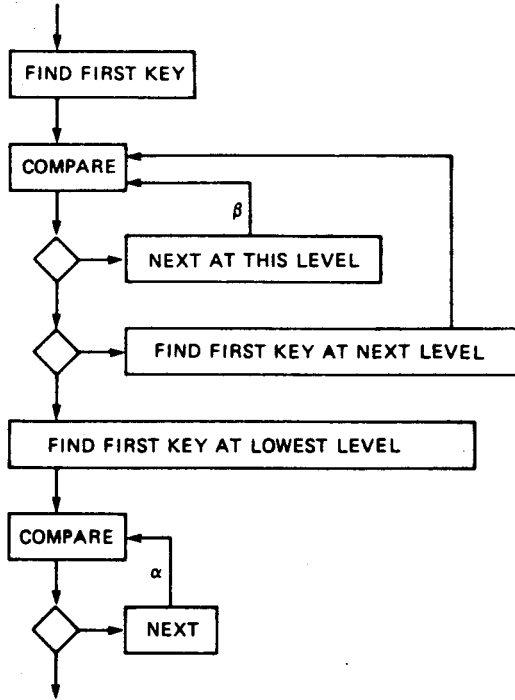 FIND FIRST KEY
COMPARE
β
NEXT AT THIS LEVEL
FIND FIRST KEY AT NEXT LEVEL
FIND FIRST KEY AT LOWEST LEVEL
COMPARE
α
NEXT